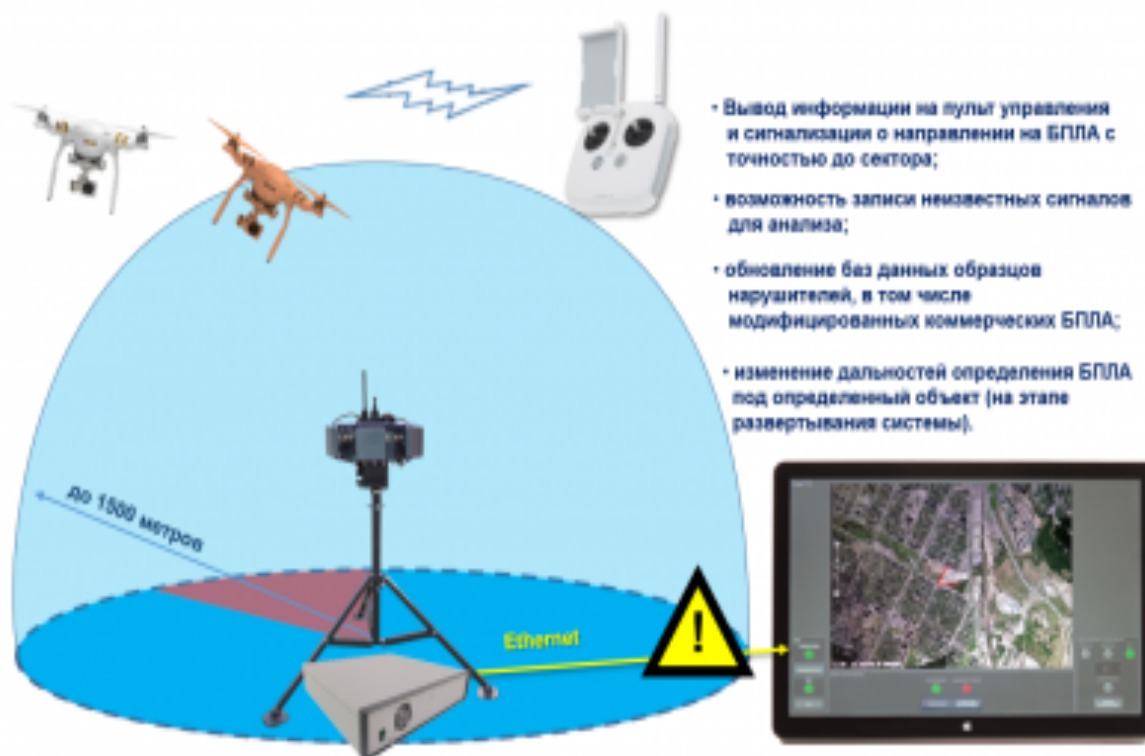 • Вывод информации на пульт управления
и сигнализации о направлении на БПЛА с
точностью до сектора;
• возможность записи неизвестных сигналов
для анализа;
• обновление баз данных образцов
нарушителей, в том числе
модифицированных коммерческих БПЛА;
• изменение дальностей определения БПЛА
под определенный объект (на этапе
развертывания системы).
до 1500 метров
Ethernet
!